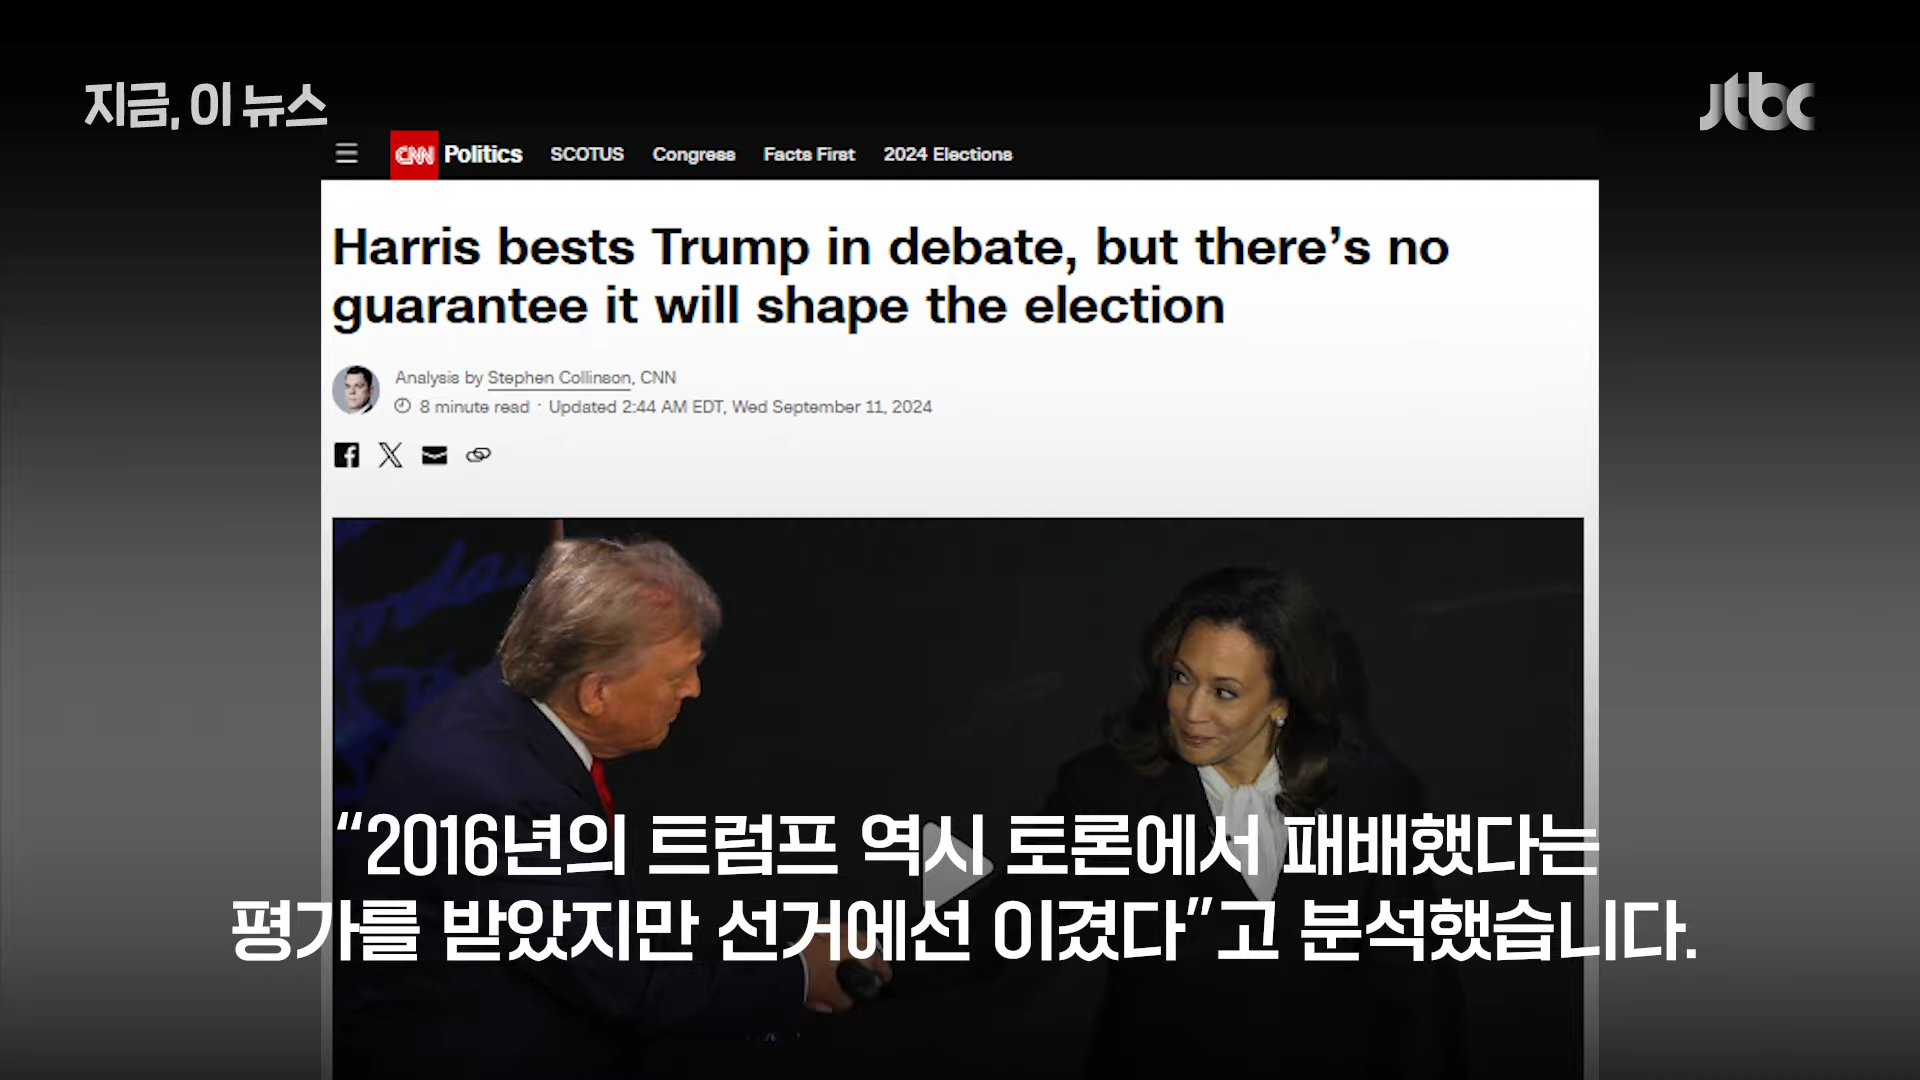 지금, 이 뉴스
jtbc
CNN Politics SCOTUS Congress Facts First 2024 Elections
Harris bests Trump in debate, but there's no
guarantee it will shape the election
Analysis by Stephen Collinson, CNN
8 minute read · Updated 2:44 AM EDT, Wed September 11, 2024
“2016년의 트럼프 역시 토론에서 패배했다는
평가를 받았지만 선거에선 이겼다”고 분석했습니다.